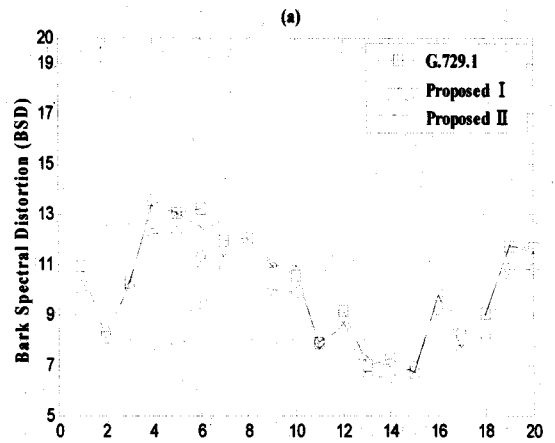 (a)
20
19
17
15
13
11
9
7
5
Bark Spectral Distortion (BSD)
G.729.1
Proposed I
Proposed II
0 2 4 6 8 10 12 14 16 18 20